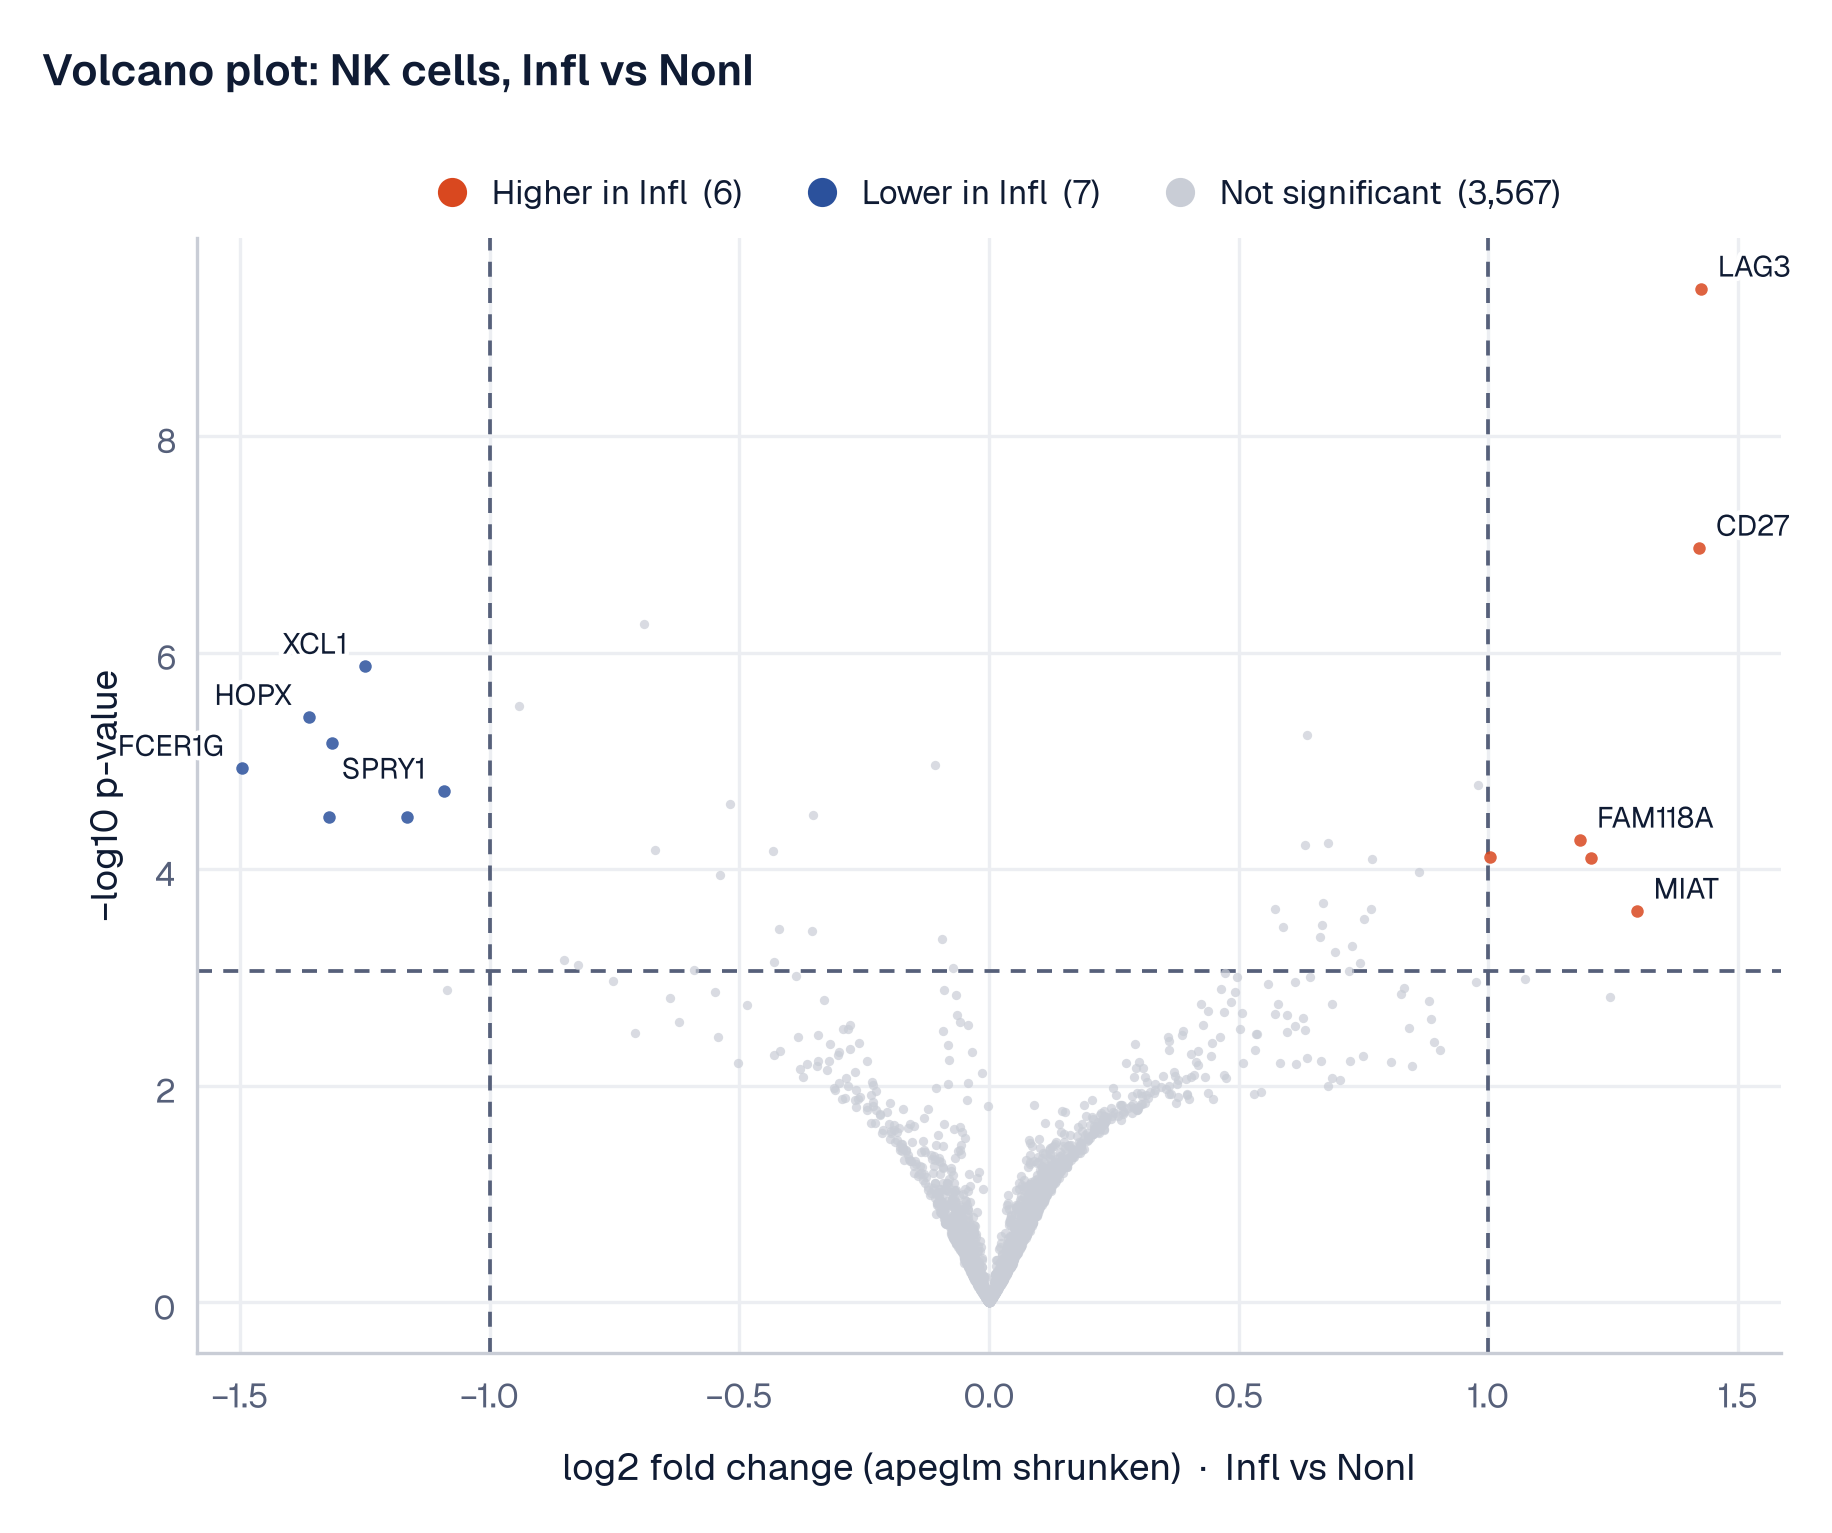 Volcano plot: NK cells, Infl vs NonI
Higher in Infl (6)
Lower in Infl (7)
Not significant (3,567)
LAG3
8
CD27
XCL1
6
HOPX
FCER1G
SPRY1
FAM118A
4
MIAT
2
0
−log10 p-value
−1.5
−1.0
−0.5
0.0
0.5
1.0
1.5
log2 fold change (apeglm shrunken) · Infl vs NonI